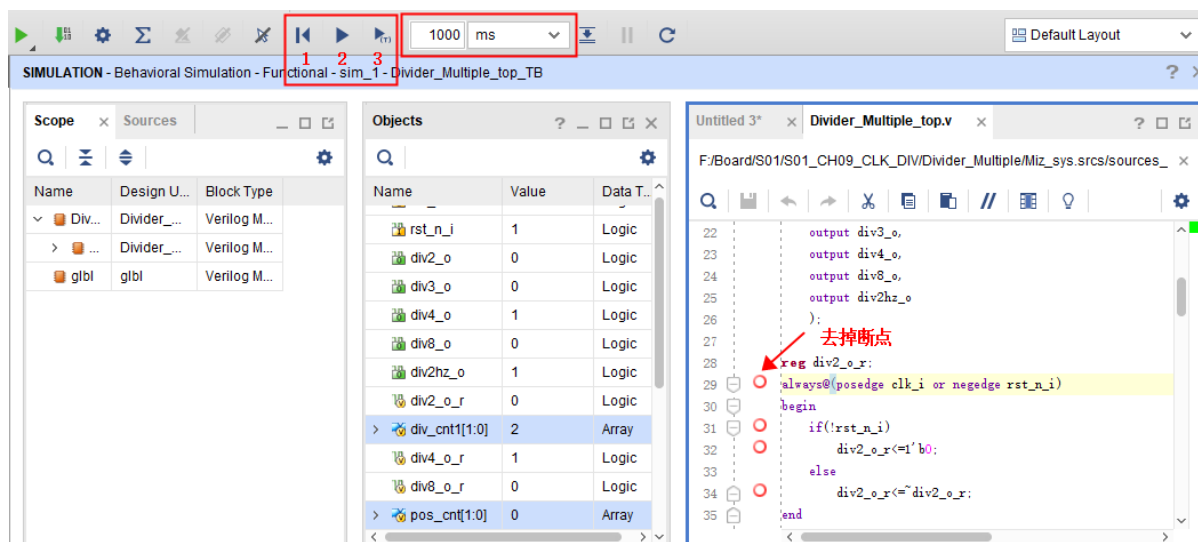 1000 ms
Default Layout
1 2 3
(T)
SIMULATION - Behavioral Simulation - Functional - sim_1 - Divider_Multiple_top_TB
Scope Sources
Name Design U... Block Type
Div... Divider_... Verilog M...
... Divider_... Verilog M...
glbl glbl Verilog M...
Objects
Name Value Data T...
rst_n_i 1 Logic
div2_o 0 Logic
div3_o 0 Logic
div4_o 1 Logic
div8_o 0 Logic
div2hz_o 1 Logic
div2_o_r 0 Logic
div_cnt1[1:0] 2 Array
div4_o_r 1 Logic
div8_o_r 0 Logic
pos_cnt[1:0] 0 Array
Untitled 3* Divider_Multiple_top.v
F:/Board/S01/S01_CH09_CLK_DIV/Divider_Multiple/Miz_sys.srcs/sources_
22 output div3_o,
23 output div4_o,
24 output div8_o,
25 output div2hz_o
26 );
27
去掉断点
28 reg div2_o_r;
29 always@(posedge clk_i or negedge rst_n_i)
30 begin
31 if(!rst_n_i)
32 div2_o_r<=1'b0;
33 else
34 div2_o_r<=~div2_o_r;
35 end